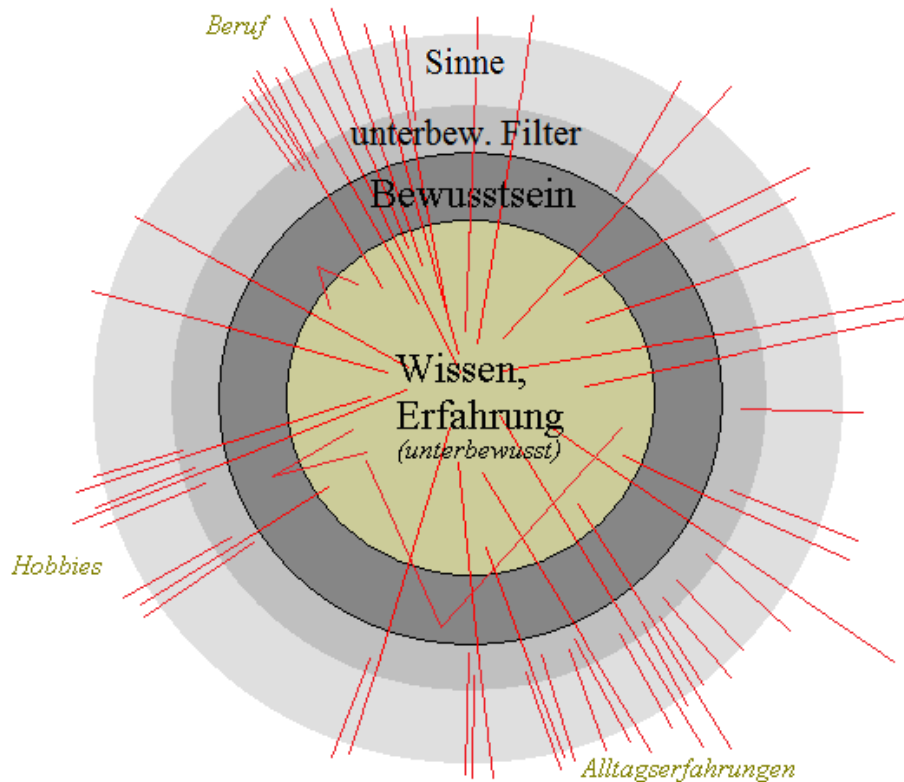 Beruf
Sinne
unterbew. Filter
Bewusstsein
Wissen,
Erfahrung
(unterbewusst)
Hobbies
Alltagserfahrungen